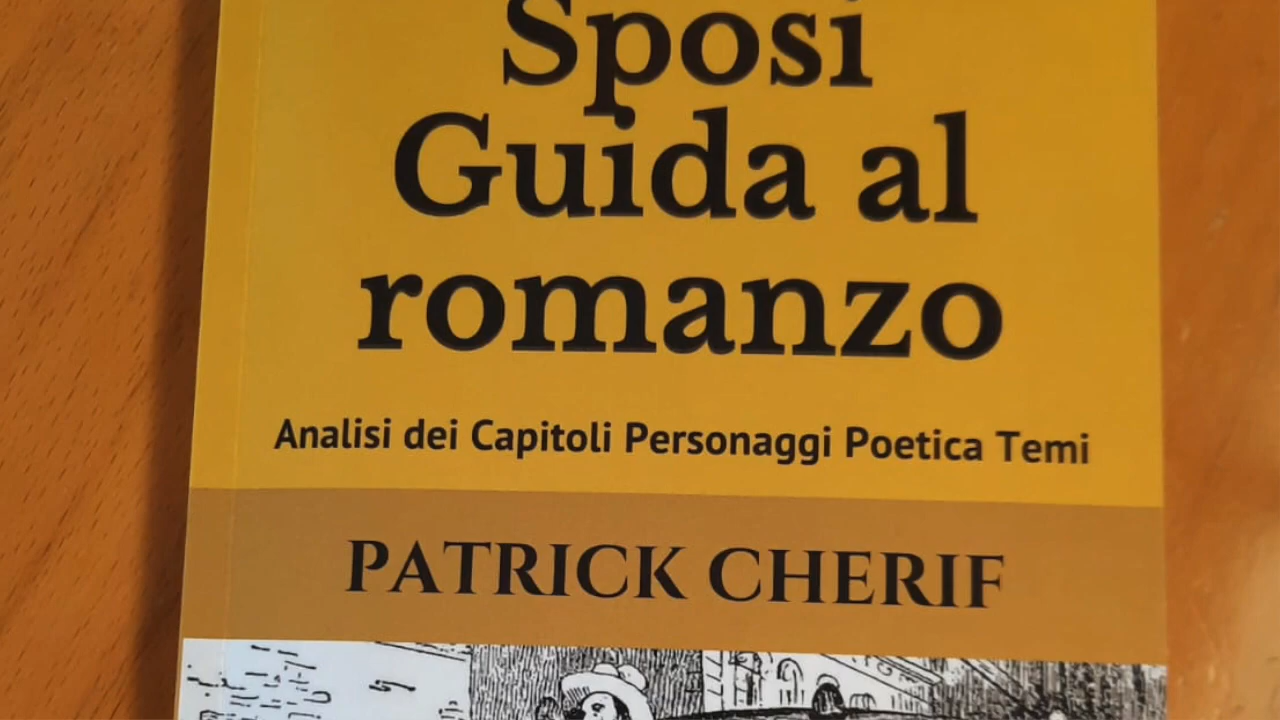 Sposi
Guida al
romanzo
Analisi dei Capitoli Personaggi Poetica Temi
PATRICK CHERIF